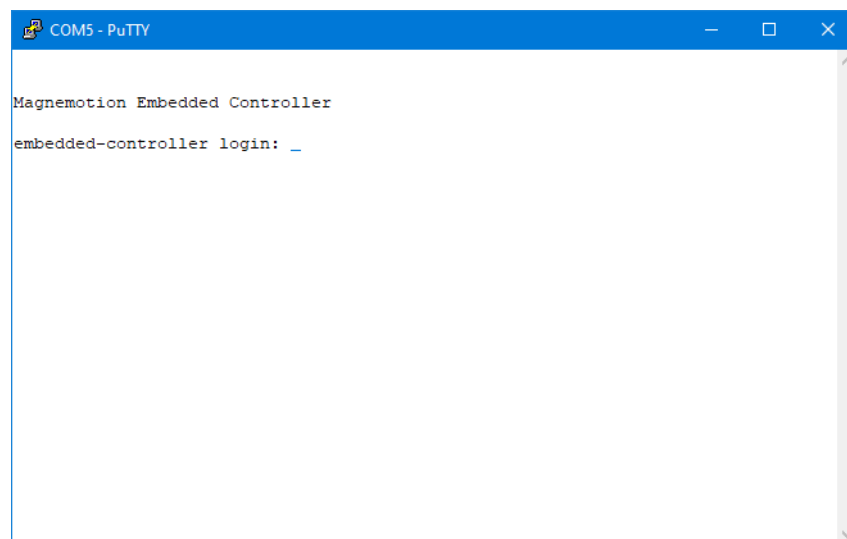 COM5 - PuTTY
Magnemotion Embedded Controller
embedded-controller login: _